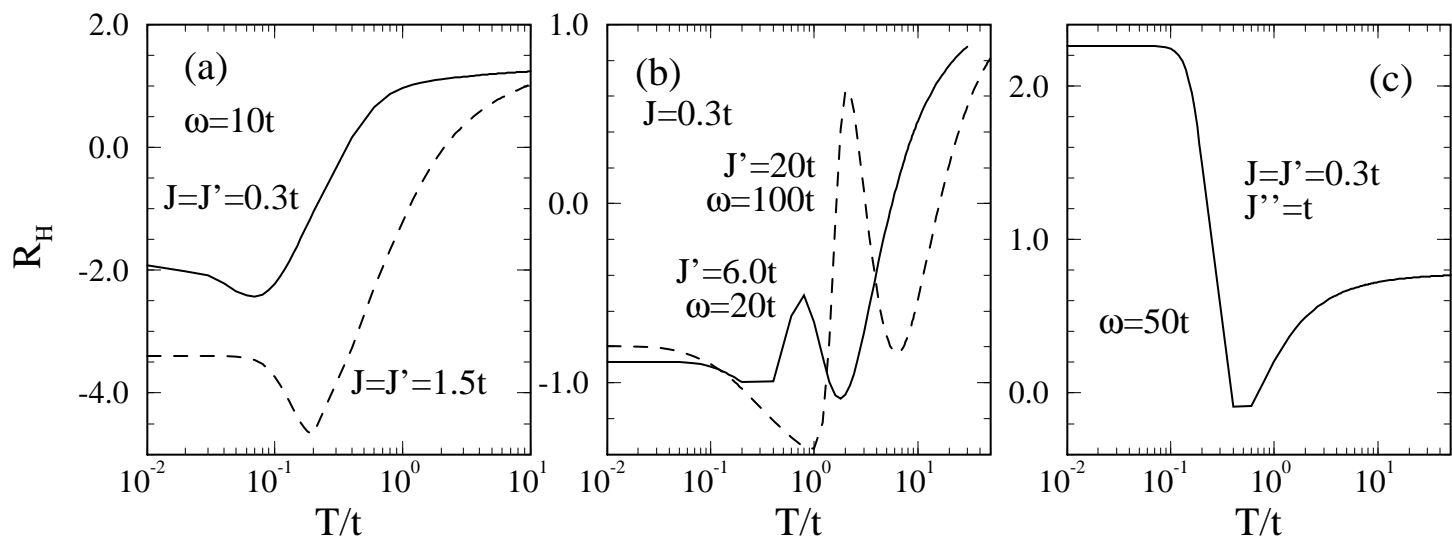 R_H
2.0
0.0
-2.0
-4.0
(a)
ω=10t
J=J'=0.3t
J=J'=1.5t
10^-2
10^-1
10^0
10^1
T/t
1.0
0.0
-1.0
(b)
J=0.3t
J'=20t
ω=100t
J'=6.0t
ω=20t
10^-2
10^-1
10^0
10^1
T/t
2.0
1.0
0.0
(c)
J=J'=0.3t
J''=t
ω=50t
10^-2
10^-1
10^0
10^1
T/t